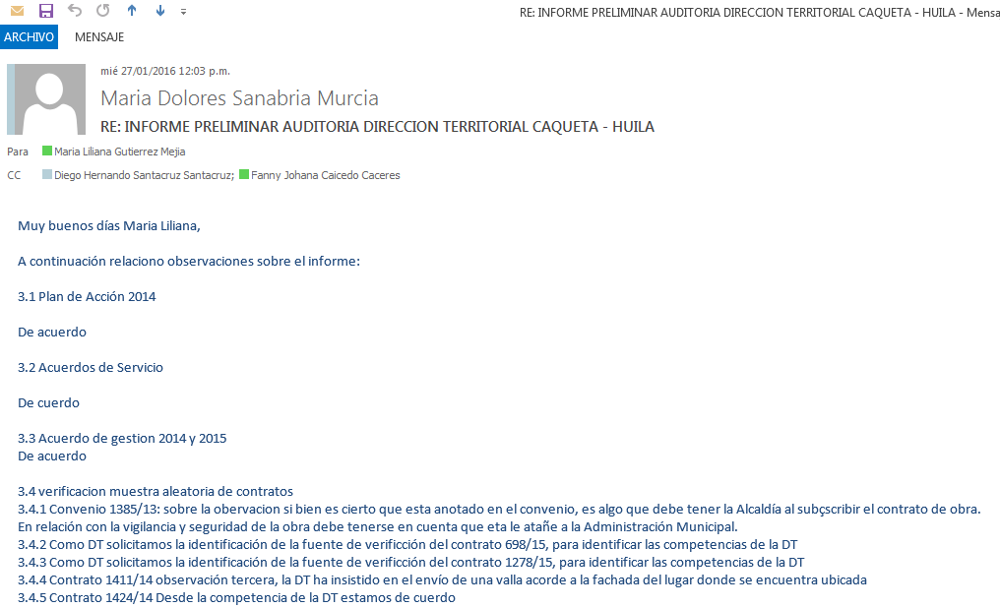 RE: INFORME PRELIMINAR AUDITORIA DIRECCION TERRITORIAL CAQUETA - HUILA - Mensa
ARCHIVO MENSAJE
mié 27/01/2016 12:03 p.m.
Maria Dolores Sanabria Murcia
RE: INFORME PRELIMINAR AUDITORIA DIRECCION TERRITORIAL CAQUETA - HUILA
Para Maria Liliana Gutierrez Mejia
CC Diego Hernando Santacruz Santacruz; Fanny Johana Caicedo Caceres
Muy buenos días Maria Liliana,
A continuación relaciono observaciones sobre el informe:
3.1 Plan de Acción 2014
De acuerdo
3.2 Acuerdos de Servicio
De cuerdo
3.3 Acuerdo de gestion 2014 y 2015
De acuerdo
3.4 verificacion muestra aleatoria de contratos
3.4.1 Convenio 1385/13: sobre la obervacion si bien es cierto que esta anotado en el convenio, es algo que debe tener la Alcaldía al subçscribir el contrato de obra.
En relación con la vigilancia y seguridad de la obra debe tenerse en cuenta que eta le atañe a la Administración Municipal.
3.4.2 Como DT solicitamos la identificación de la fuente de verificción del contrato 698/15, para identificar las competencias de la DT
3.4.3 Como DT solicitamos la identificación de la fuente de verificción del contrato 1278/15, para identificar las competencias de la DT
3.4.4 Contrato 1411/14 observación tercera, la DT ha insistido en el envío de una valla acorde a la fachada del lugar donde se encuentra ubicada
3.4.5 Contrato 1424/14 Desde la competencia de la DT estamos de cuerdo